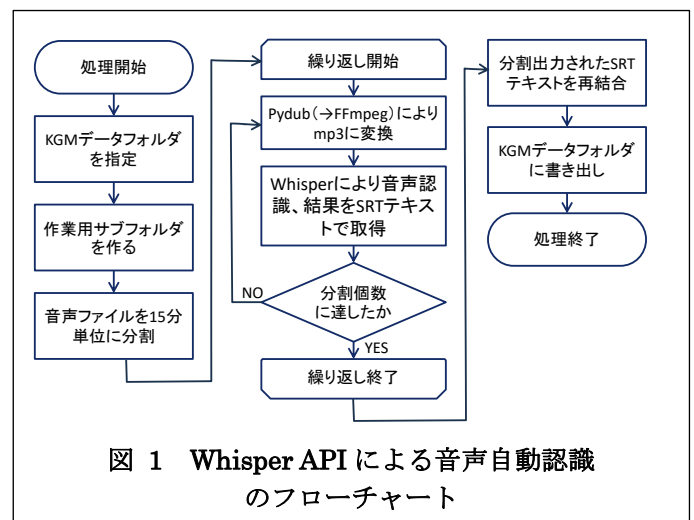 処理開始
KGMデータフォルダ
を指定
作業用サブフォルダ
を作る
音声ファイルを15分
単位に分割
繰り返し開始
Pydub(→FFmpeg)により
mp3に変換
Whisperにより音声認
識、結果をSRTテキス
トで取得
分割個数
に達したか
NO
YES
繰り返し終了
分割出力されたSRT
テキストを再結合
KGMデータフォルダ
に書き出し
処理終了
図 1 Whisper API による音声自動認識
のフローチャート